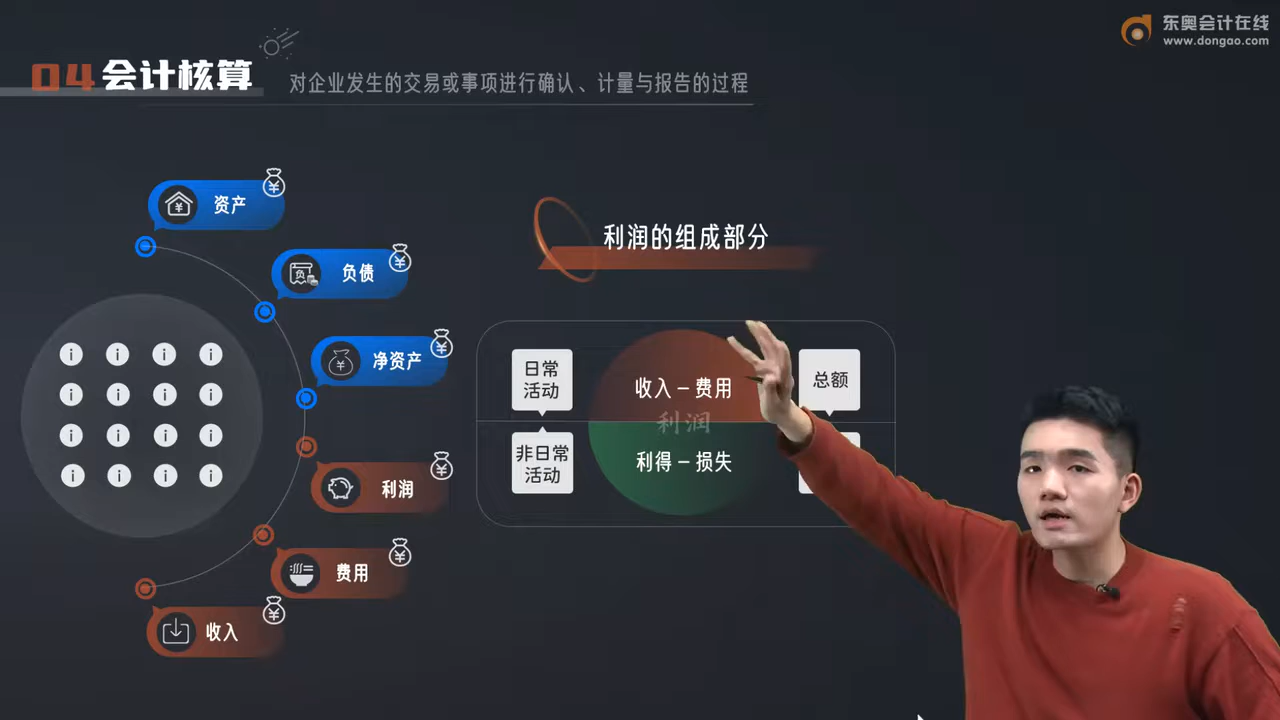 东奥会计在线
www.dongao.com
04 会计核算
对企业发生的交易或事项进行确认、计量与报告的过程
资产
负债
净资产
利润
费用
收入
利润的组成部分
日常
活动
收入－费用
总额
利润
非日常
活动
利得－损失